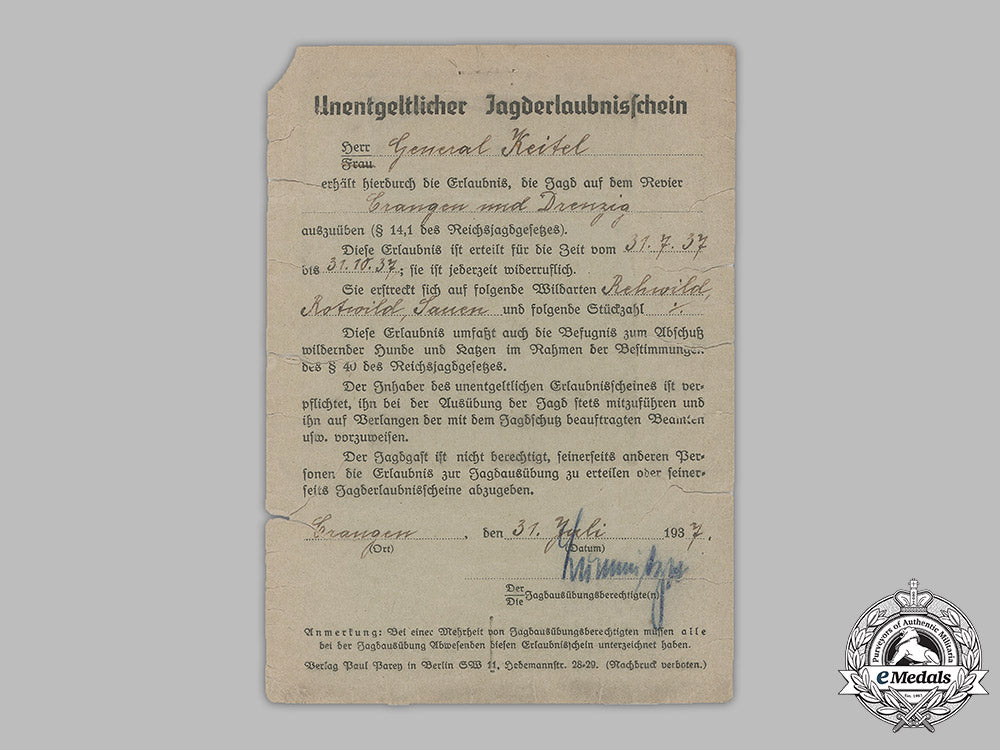 Unentgeltlicher Jagderlaubnisschein
Herr General Keitel
Frau
erhält hierdurch die Erlaubnis, die Jagd auf dem Revier
Crangen und Drenzig
auszuüben (§ 14,1 des Reichsjagdgesetzes).
Diese Erlaubnis ist erteilt für die Zeit vom 31. 7. 37
bis 31. 10. 37; sie ist jederzeit widerruflich.
Sie erstreckt sich auf folgende Wildarten Rehwild,
Rotwild, Sauen und folgende Stückzahl ./.
Diese Erlaubnis umfaßt auch die Befugnis zum Abschuß
wildernder Hunde und Katzen im Rahmen der Bestimmungen
des § 40 des Reichsjagdgesetzes.
Der Inhaber des unentgeltlichen Erlaubnisscheines ist ver-
pflichtet, ihn bei der Ausübung der Jagd stets mitzuführen und
ihn auf Verlangen der mit dem Jagdschutz beauftragten Beamten
usw. vorzuweisen.
Der Jagdgast ist nicht berechtigt, seinerseits anderen Per-
sonen die Erlaubnis zur Jagdausübung zu erteilen oder seiner-
seits Jagderlaubnisscheine abzugeben.
Crangen, den 31. Juli 1937.
(Ort) (Datum)
Der
Die Jagdausübungsberechtigte(n)
Anmerkung: Bei einer Mehrheit von Jagdausübungsberechtigten müssen alle
bei der Jagdausübung Abwesenden diesen Erlaubnisschein unterzeichnet haben.
Verlag Paul Parey in Berlin SW 11, Hedemannstr. 28-29. (Nachdruck verboten.)
Purveyors of Authentic Militaria
eMedals